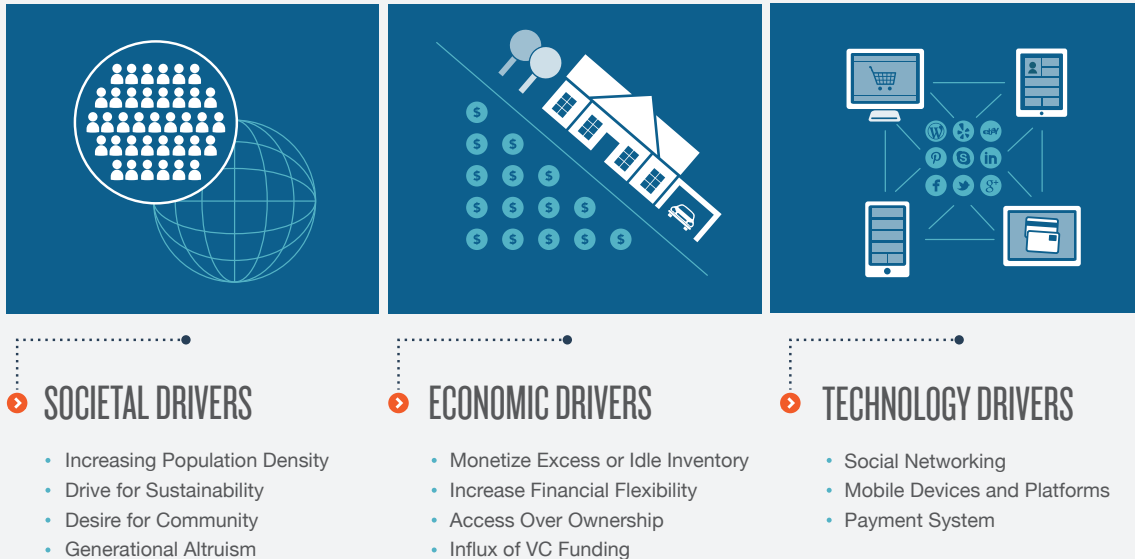 SOCIETAL DRIVERS
Increasing Population Density
Drive for Sustainability
Desire for Community
Generational Altruism
$
$ $
$ $ $
$ $ $ $
$ $ $ $ $
ECONOMIC DRIVERS
Monetize Excess or Idle Inventory
Increase Financial Flexibility
Access Over Ownership
Influx of VC Funding
ebay
in
f g+
TECHNOLOGY DRIVERS
Social Networking
Mobile Devices and Platforms
Payment System